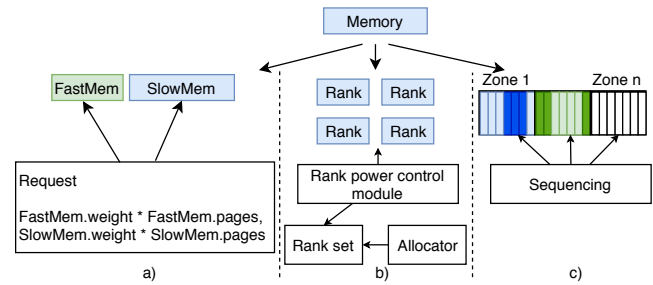 Memory
FastMem
SlowMem
Request
FastMem.weight * FastMem.pages,
SlowMem.weight * SlowMem.pages
a)
Rank
Rank
Rank
Rank
Rank power control
module
Rank set
Allocator
b)
Zone 1
Zone n
Sequencing
c)